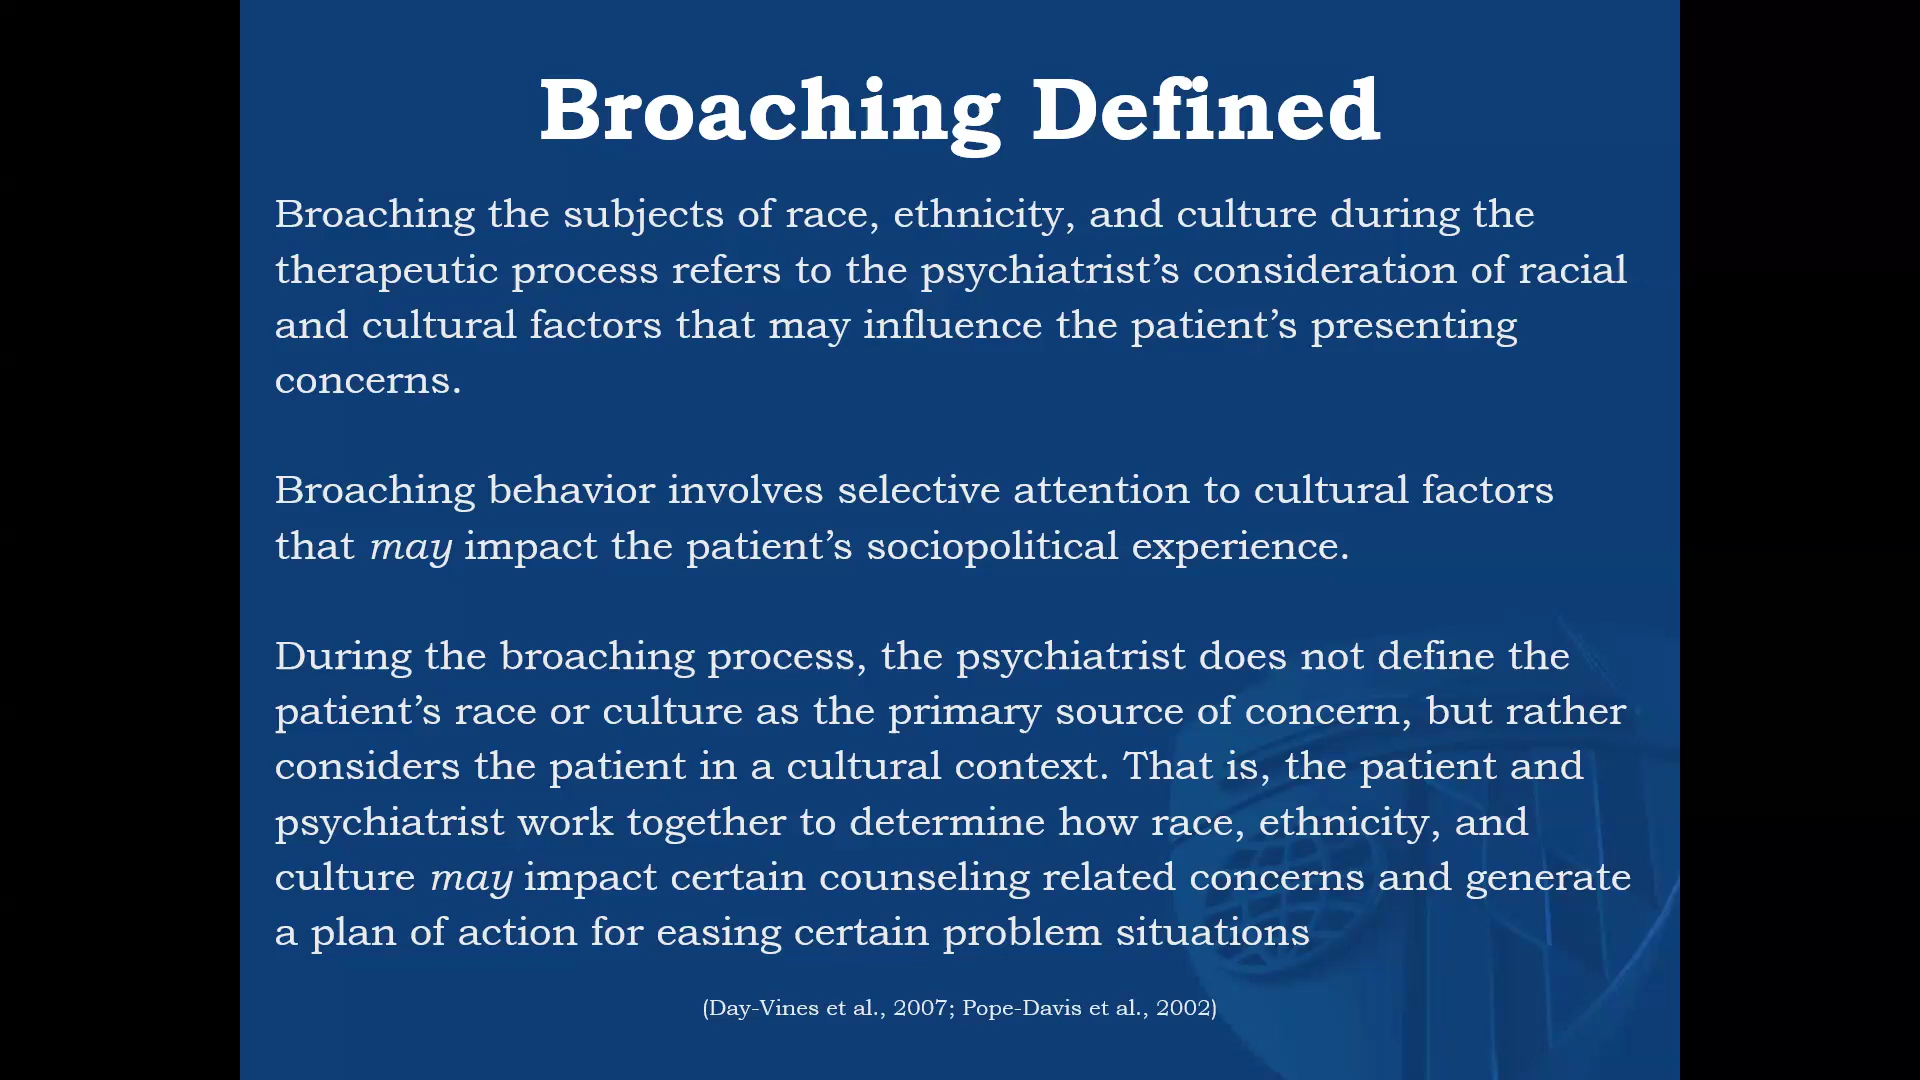 Broaching Defined
Broaching the subjects of race, ethnicity, and culture during the
therapeutic process refers to the psychiatrist’s consideration of racial
and cultural factors that may influence the patient’s presenting
concerns.
Broaching behavior involves selective attention to cultural factors
that may impact the patient’s sociopolitical experience.
During the broaching process, the psychiatrist does not define the
patient’s race or culture as the primary source of concern, but rather
considers the patient in a cultural context. That is, the patient and
psychiatrist work together to determine how race, ethnicity, and
culture may impact certain counseling related concerns and generate
a plan of action for easing certain problem situations
(Day-Vines et al., 2007; Pope-Davis et al., 2002)